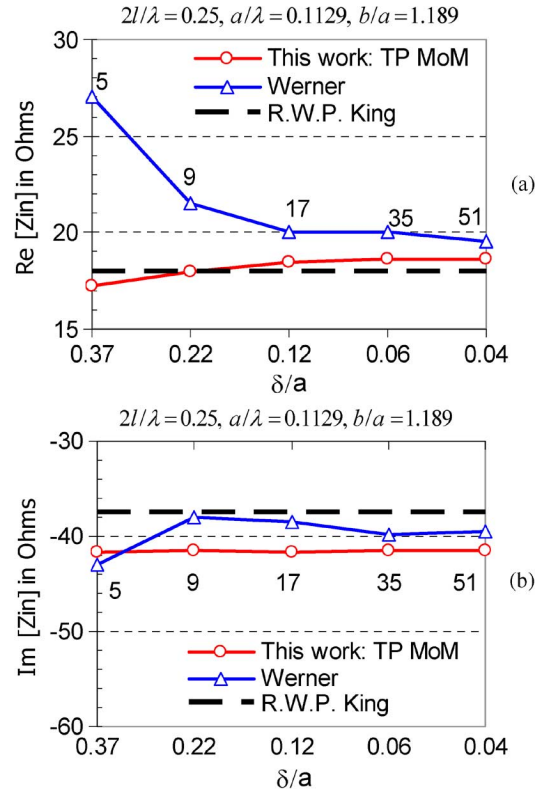 2l/λ = 0.25, a/λ = 0.1129, b/a = 1.189
30
25
20
15
Re [Zin] in Ohms
This work: TP MoM
Werner
R.W.P. King
5
9
17
35
51
(a)
0.37 0.22 0.12 0.06 0.04
δ/a
2l/λ = 0.25, a/λ = 0.1129, b/a = 1.189
-30
-40
-50
-60
Im [Zin] in Ohms
5 9 17 35 51
(b)
This work: TP MoM
Werner
R.W.P. King
0.37 0.22 0.12 0.06 0.04
δ/a